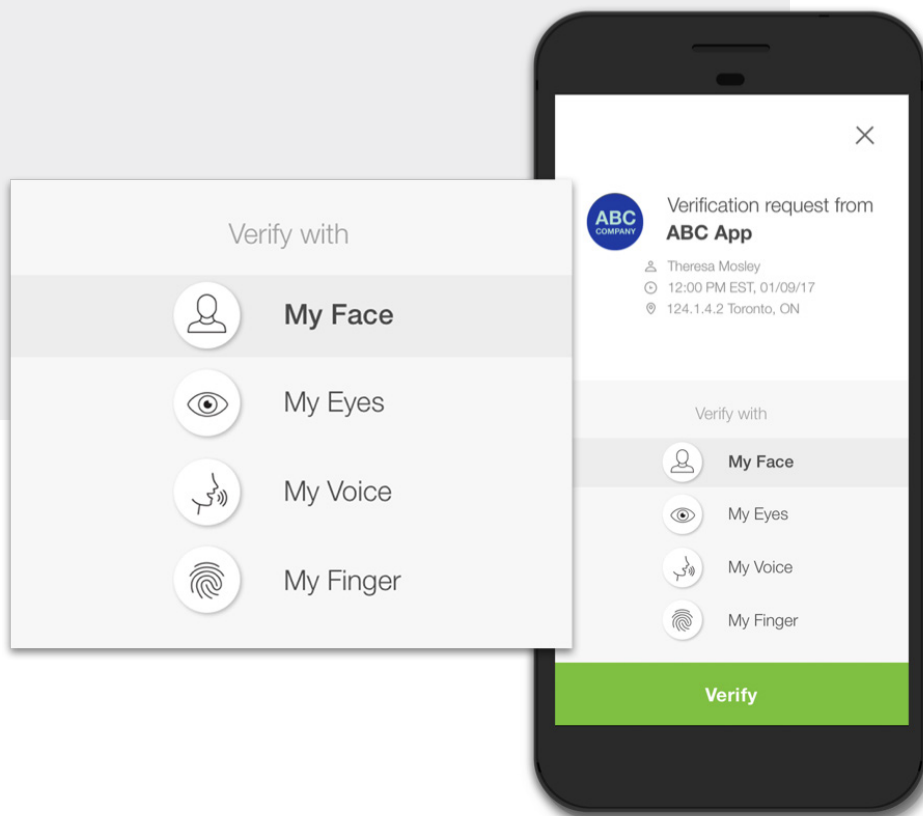 Verify with
My Face
My Eyes
My Voice
My Finger
ABC
COMPANY
Verification request from
ABC App
Theresa Mosley
12:00 PM EST, 01/09/17
124.1.4.2 Toronto, ON
Verify with
My Face
My Eyes
My Voice
My Finger
Verify